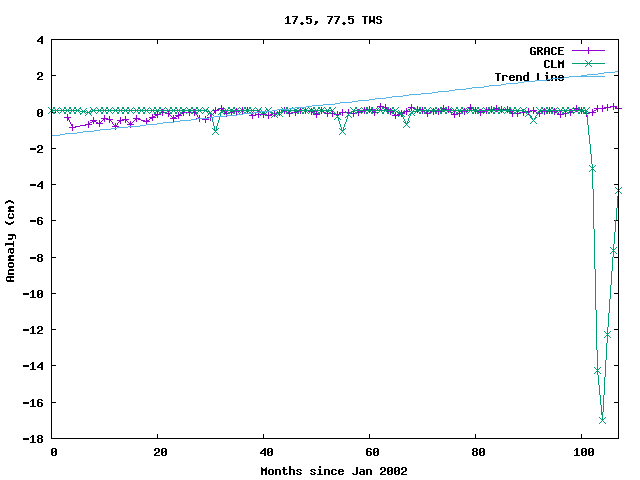 17.5, 77.5 TWS
GRACE
CLM
Trend Line
4
2
0
-2
-4
-6
-8
-10
-12
-14
-16
-18
Anomaly (cm)
0 20 40 60 80 100
Months since Jan 2002